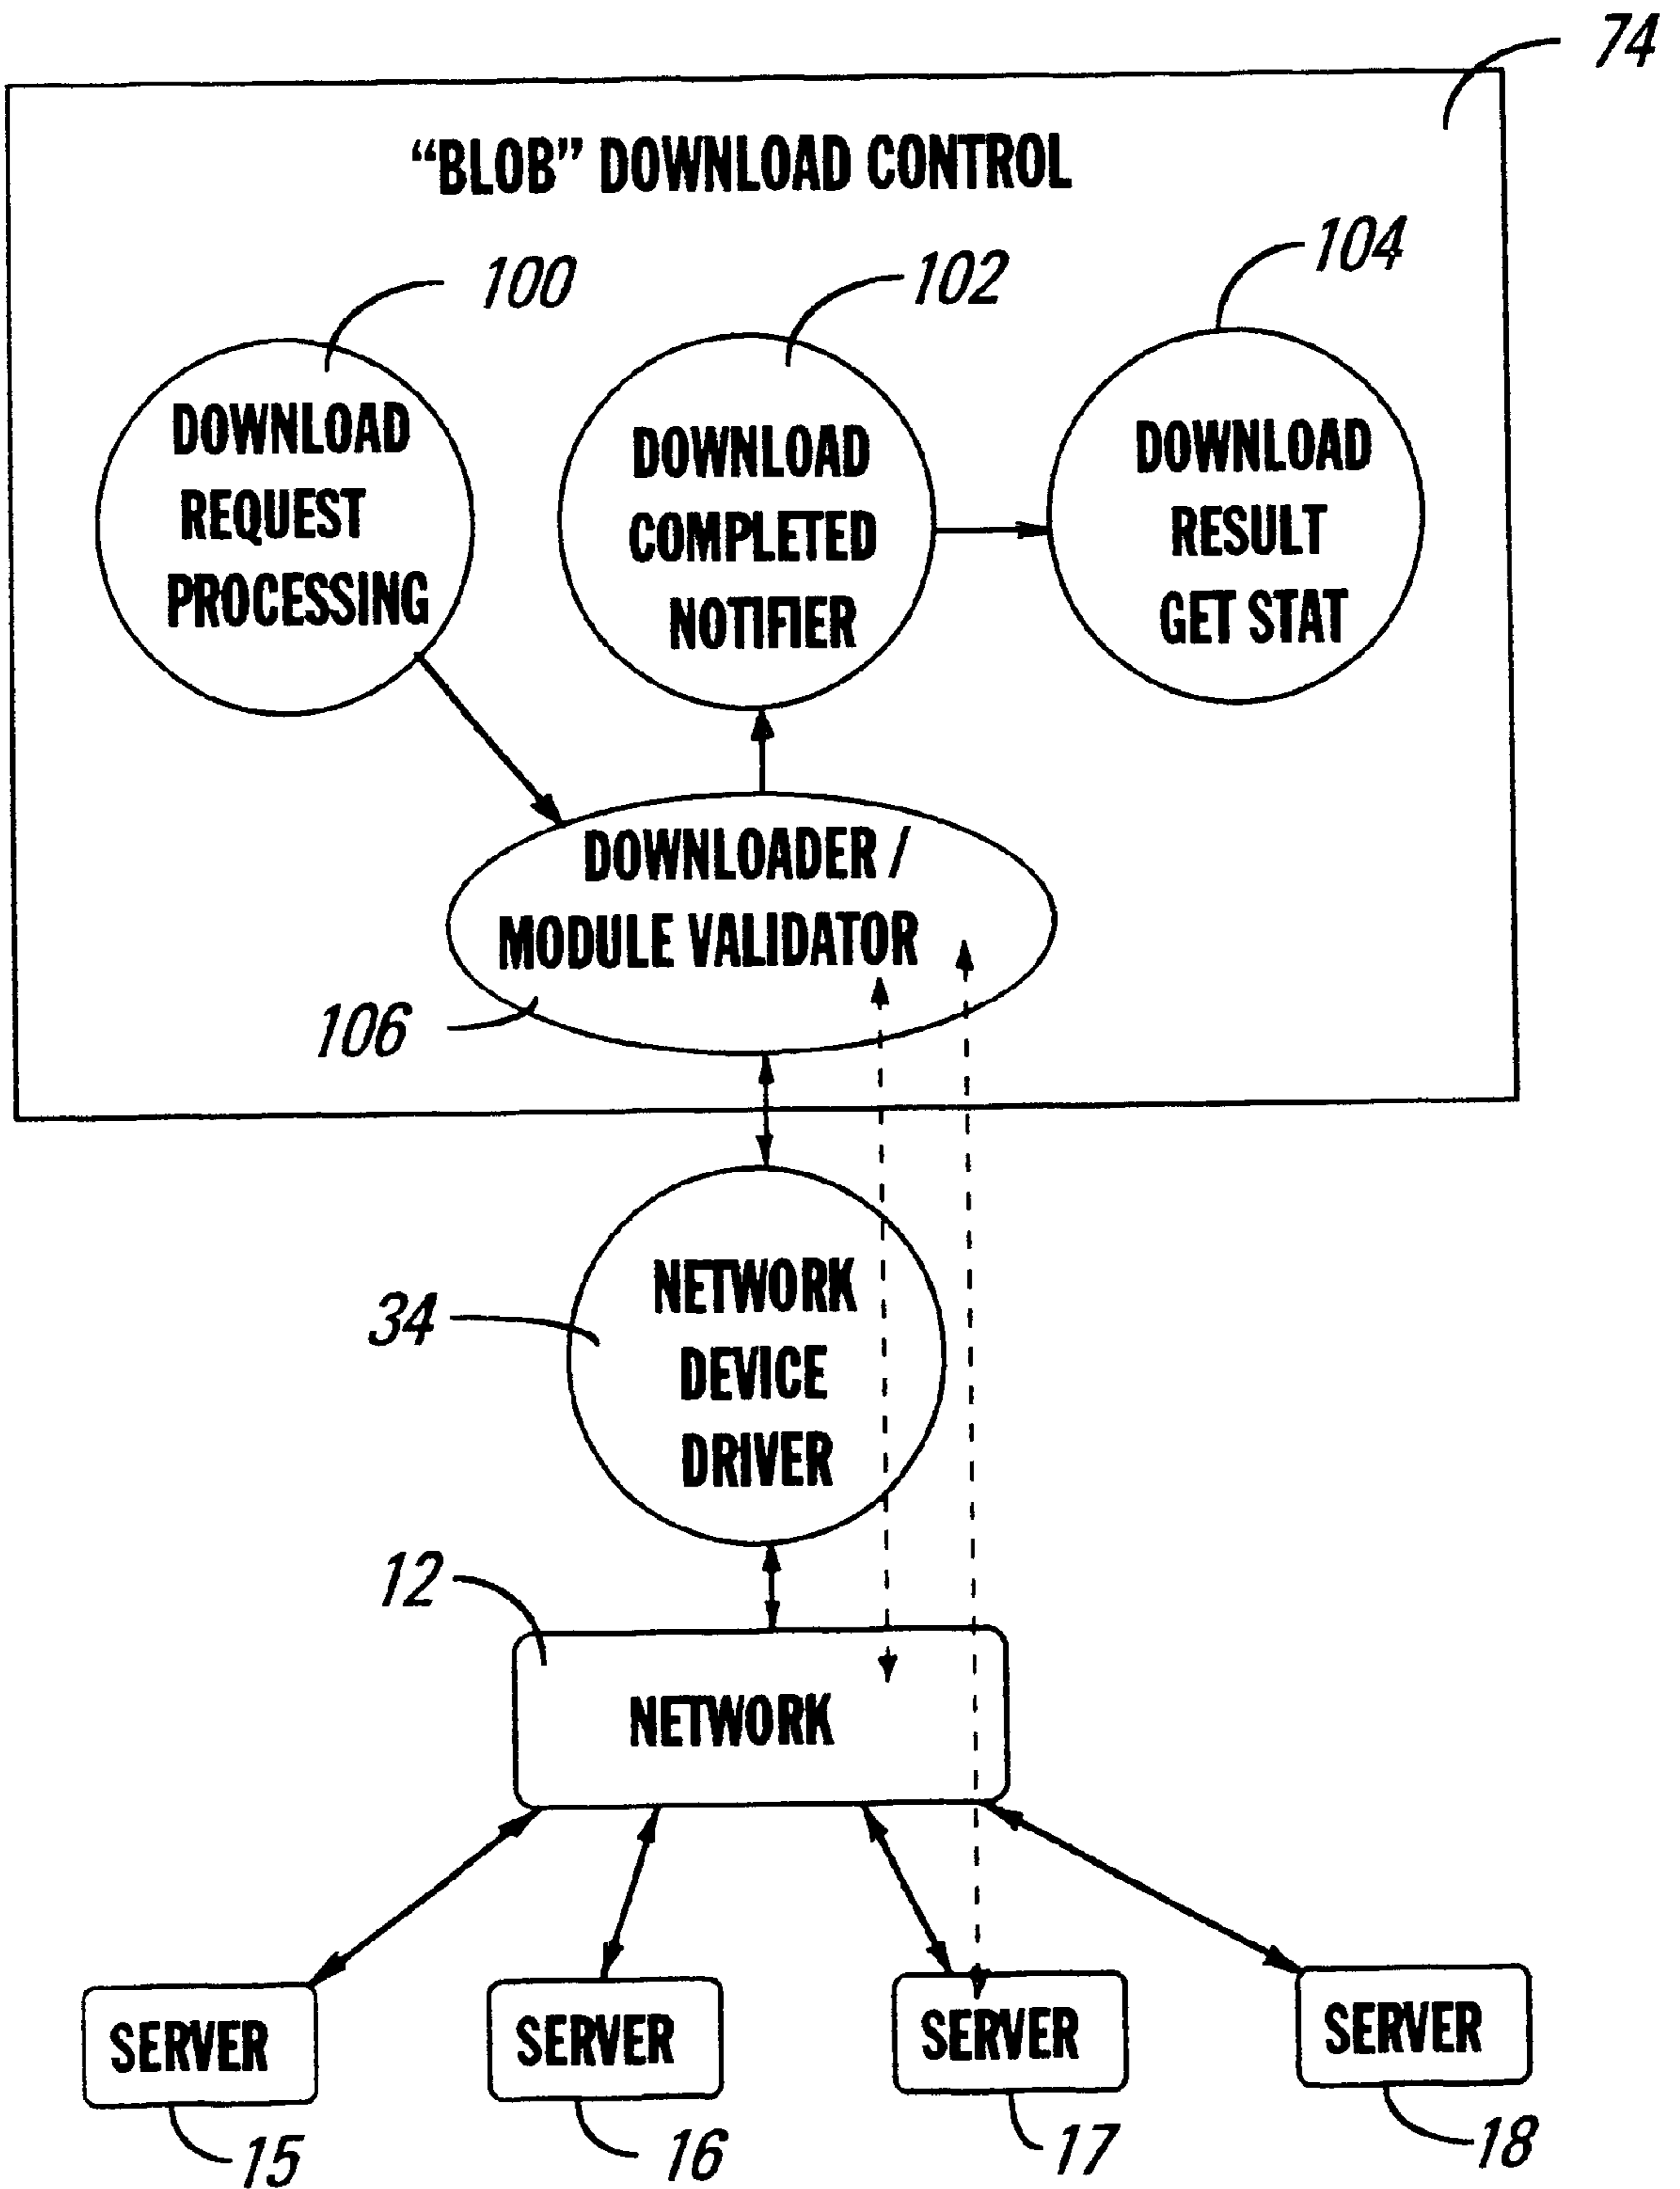 74
“BLOB” DOWNLOAD CONTROL
100
102
104
DOWNLOAD
REQUEST
PROCESSING
DOWNLOAD
COMPLETED
NOTIFIER
DOWNLOAD
RESULT
GET STAT
DOWNLOADER /
MODULE VALIDATOR
106
34
NETWORK
DEVICE
DRIVER
12
NETWORK
SERVER
SERVER
SERVER
SERVER
15
16
17
18